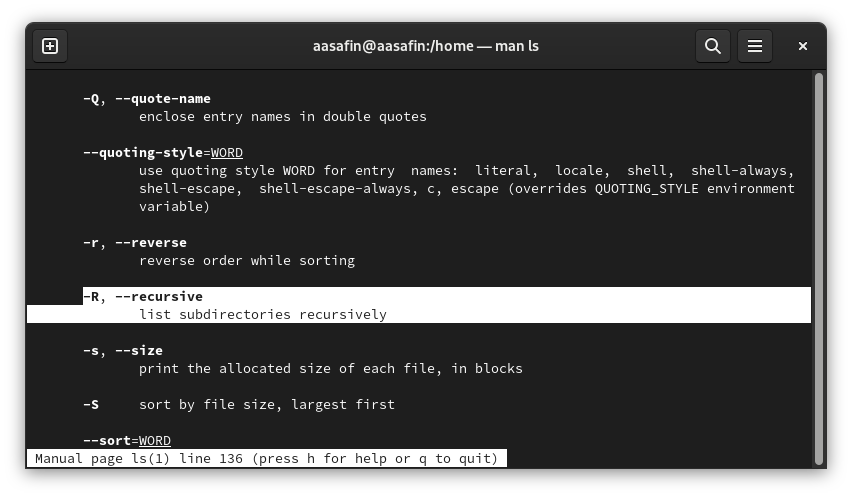 aasafin@aasafin:/home — man ls
-Q, --quote-name
enclose entry names in double quotes
--quoting-style=WORD
use quoting style WORD for entry  names:  literal,  locale,  shell,  shell-always,
shell-escape,  shell-escape-always, c, escape (overrides QUOTING_STYLE environment
variable)
-r, --reverse
reverse order while sorting
-R, --recursive
list subdirectories recursively
-s, --size
print the allocated size of each file, in blocks
-S     sort by file size, largest first
--sort=WORD
Manual page ls(1) line 136 (press h for help or q to quit)